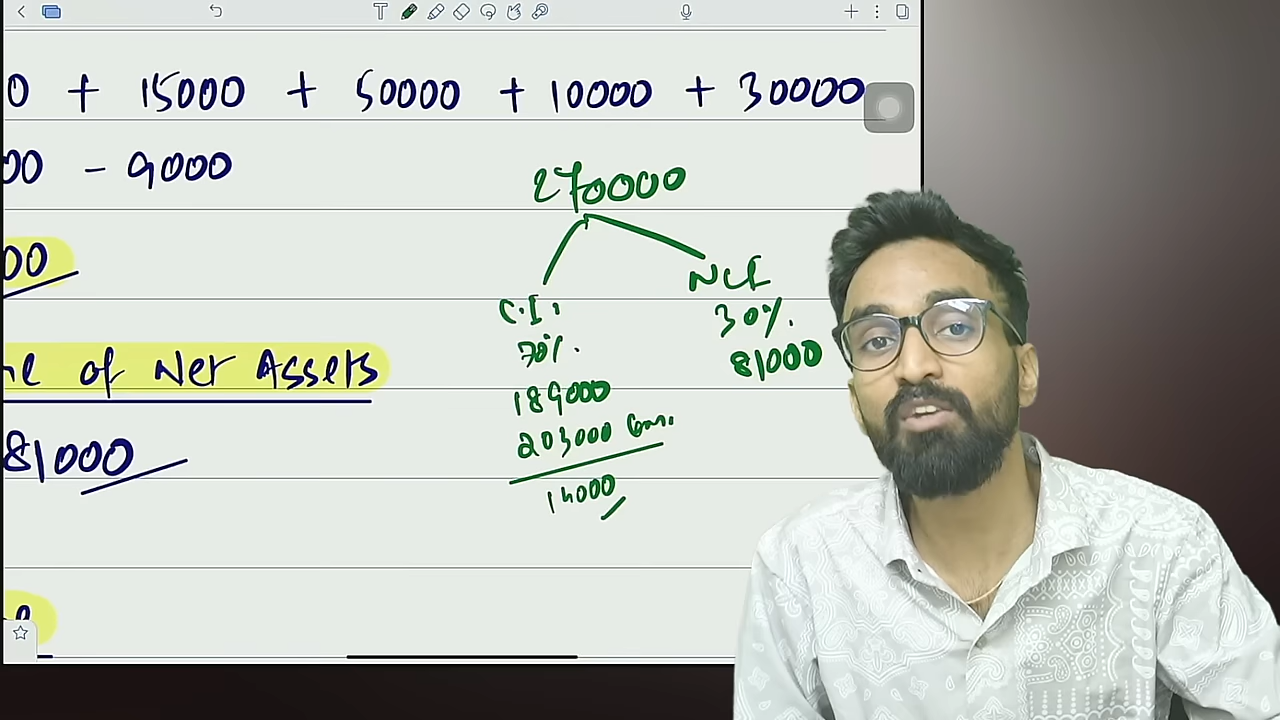 0 + 15000 + 50000 + 10000 + 30000
00 - 9000
270000
00
NCI
30%.
81000
C.I.
70%.
189000
203000 Con.
14000
ne of Net Assets
81000
e